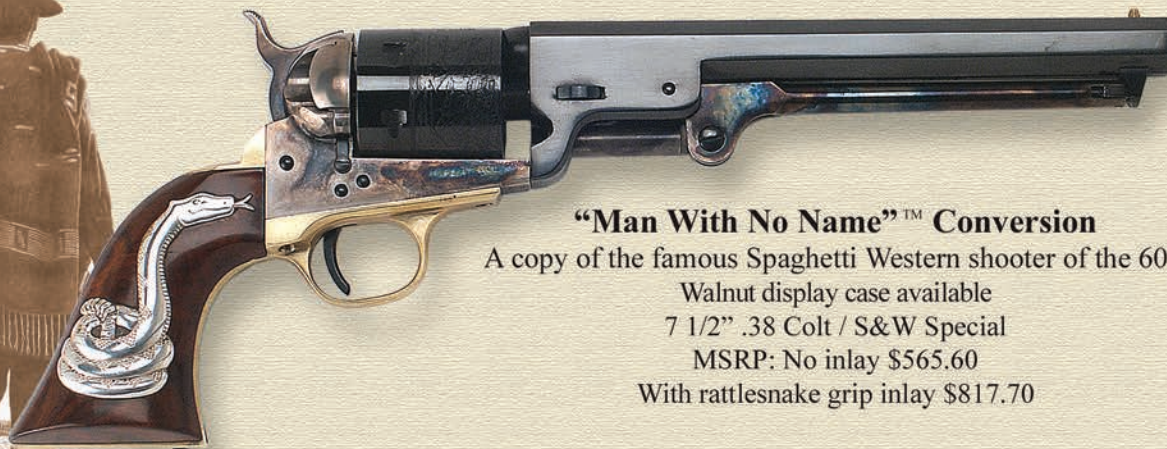 “Man With No Name”™ Conversion
A copy of the famous Spaghetti Western shooter of the 60
Walnut display case available
7 1/2” .38 Colt / S&W Special
MSRP: No inlay $565.60
With rattlesnake grip inlay $817.70